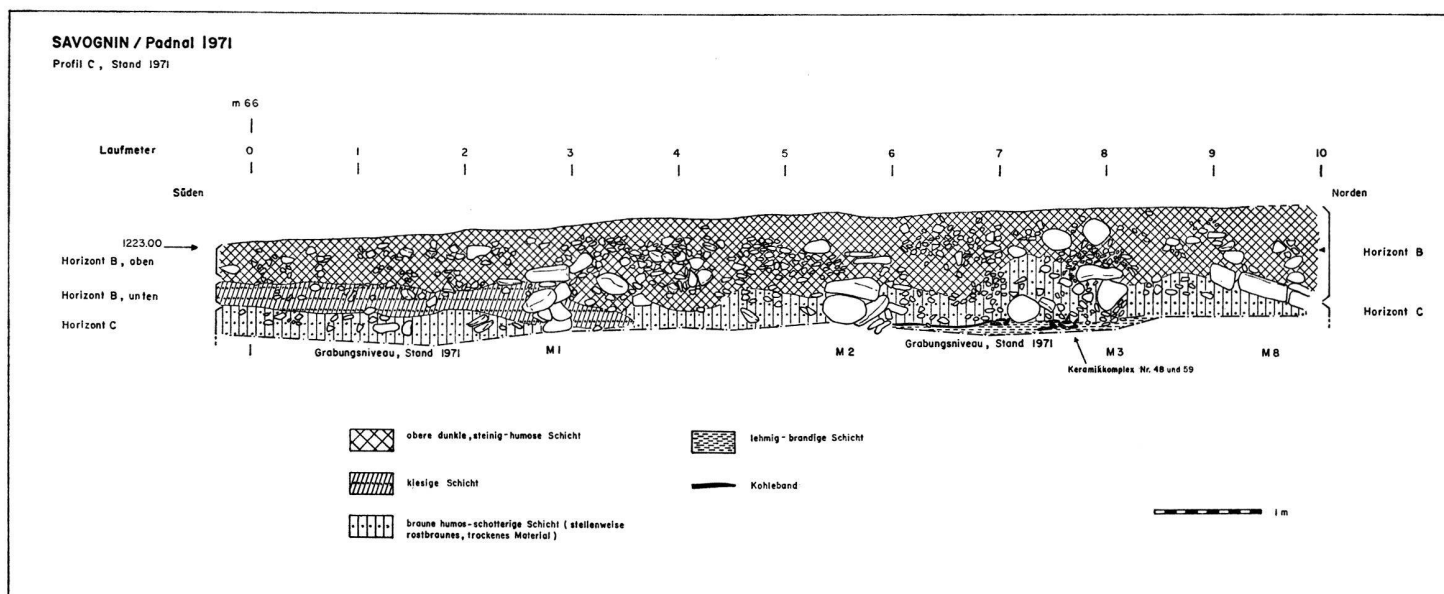 SAVOGNIN / Padnal 1971
Profil C, Stand 1971
m 66
Laufmeter 0 1 2 3 4 5 6 7 8 9 10
Süden Norden
1223.00
Horizont B, oben Horizont B
Horizont B, unten
Horizont C Horizont C
Grabungsniveau, Stand 1971 M1 M2 Grabungsniveau, Stand 1971 M3 M8
Keramikkomplex Nr. 48 und 59
obere dunkle, steinig-humose Schicht
kiesige Schicht
braune humos-schotterige Schicht (stellenweise
rostbraunes, trockenes Material)
lehmig-brandige Schicht
Kohleband
1m